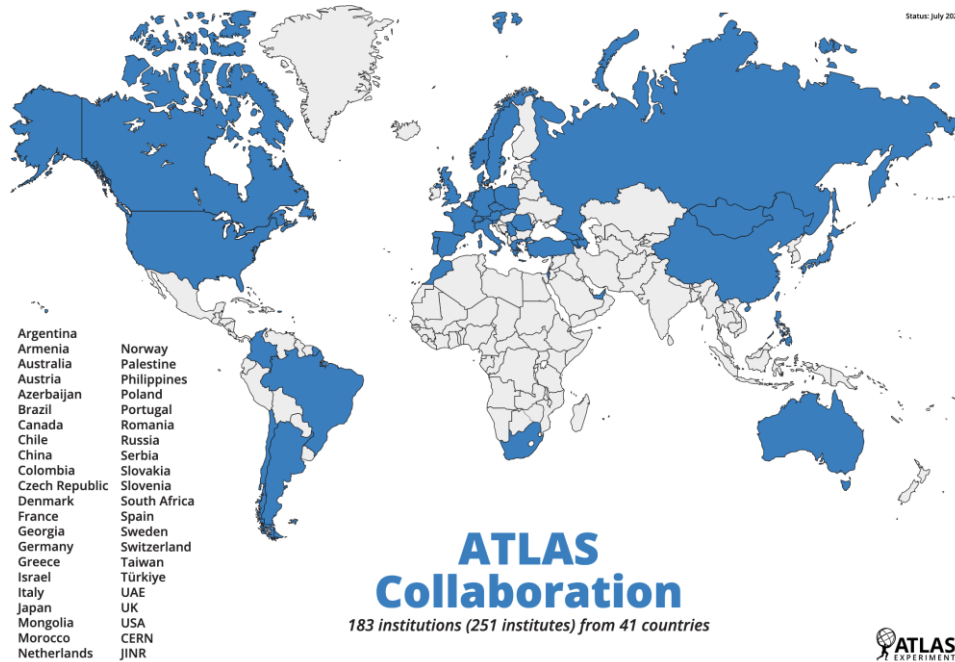 Status: July 202
Argentina
Armenia
Australia
Austria
Azerbaijan
Brazil
Canada
Chile
China
Colombia
Czech Republic
Denmark
France
Georgia
Germany
Greece
Israel
Italy
Japan
Mongolia
Morocco
Netherlands
Norway
Palestine
Philippines
Poland
Portugal
Romania
Russia
Serbia
Slovakia
Slovenia
South Africa
Spain
Sweden
Switzerland
Taiwan
Türkiye
UAE
UK
USA
CERN
JINR
ATLAS
Collaboration
183 institutions (251 institutes) from 41 countries
ATLAS
EXPERIMENT